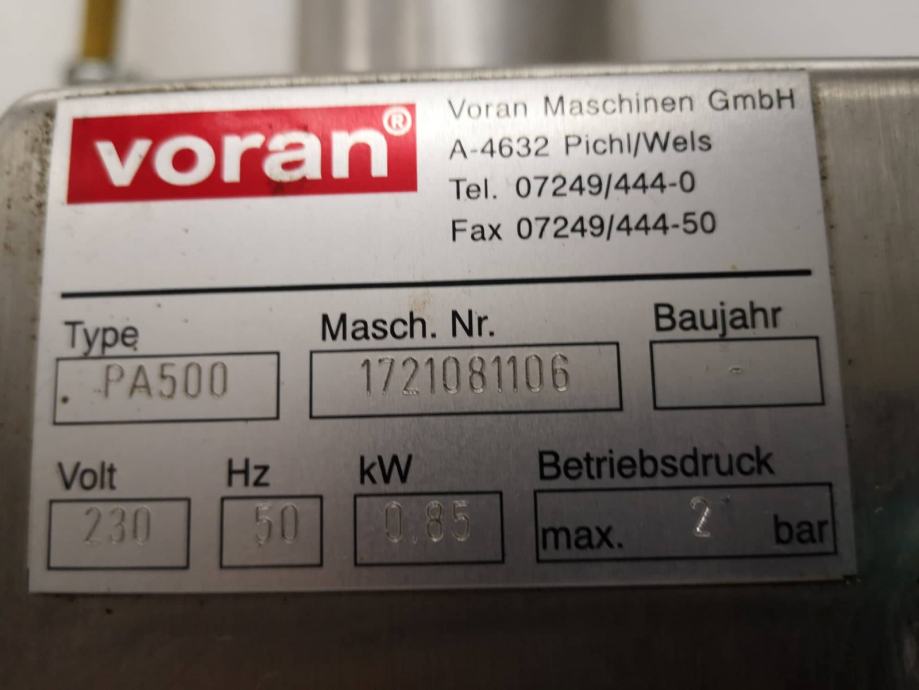 voran®
Voran Maschinen GmbH
A-4632 Pichl/Wels
Tel. 07249/444-0
Fax 07249/444-50
Type
Masch. Nr.
Baujahr
PA500
1721081106
-
Volt
Hz
kW
Betriebsdruck
230
50
0.85
max. 2 bar